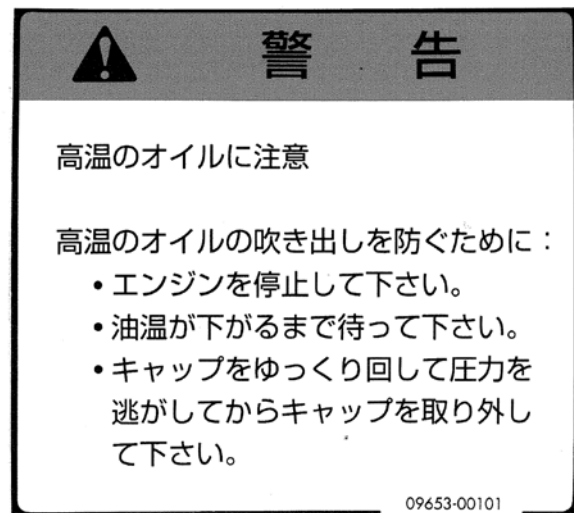 警 告
高温のオイルに注意
高温のオイルの吹き出しを防ぐために：
• エンジンを停止して下さい。
• 油温が下がるまで待って下さい。
• キャップをゆっくり回して圧力を
逃がしてからキャップを取り外し
て下さい。
09653-00101